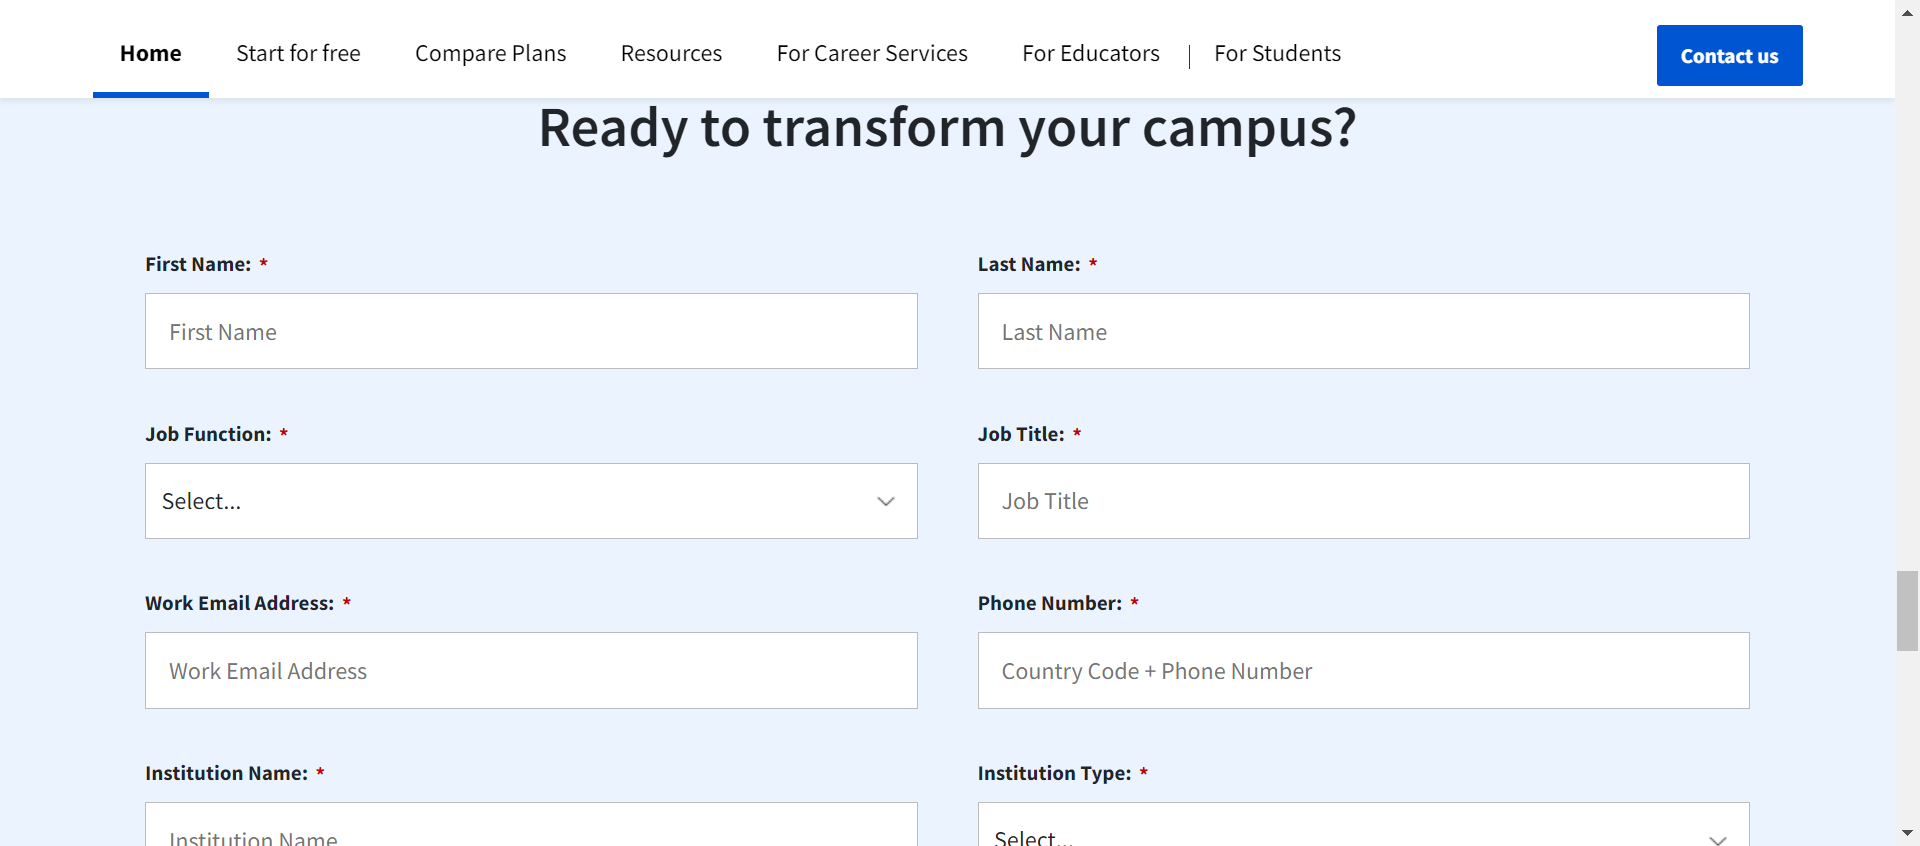 Home Start for free Compare Plans Resources For Career Services For Educators | For Students Contact us
Ready to transform your campus?
First Name: * Last Name: *
First Name Last Name
Job Function: * Job Title: *
Select... Job Title
Work Email Address: * Phone Number: *
Work Email Address Country Code + Phone Number
Institution Name: * Institution Type: *
Institution Name Select...